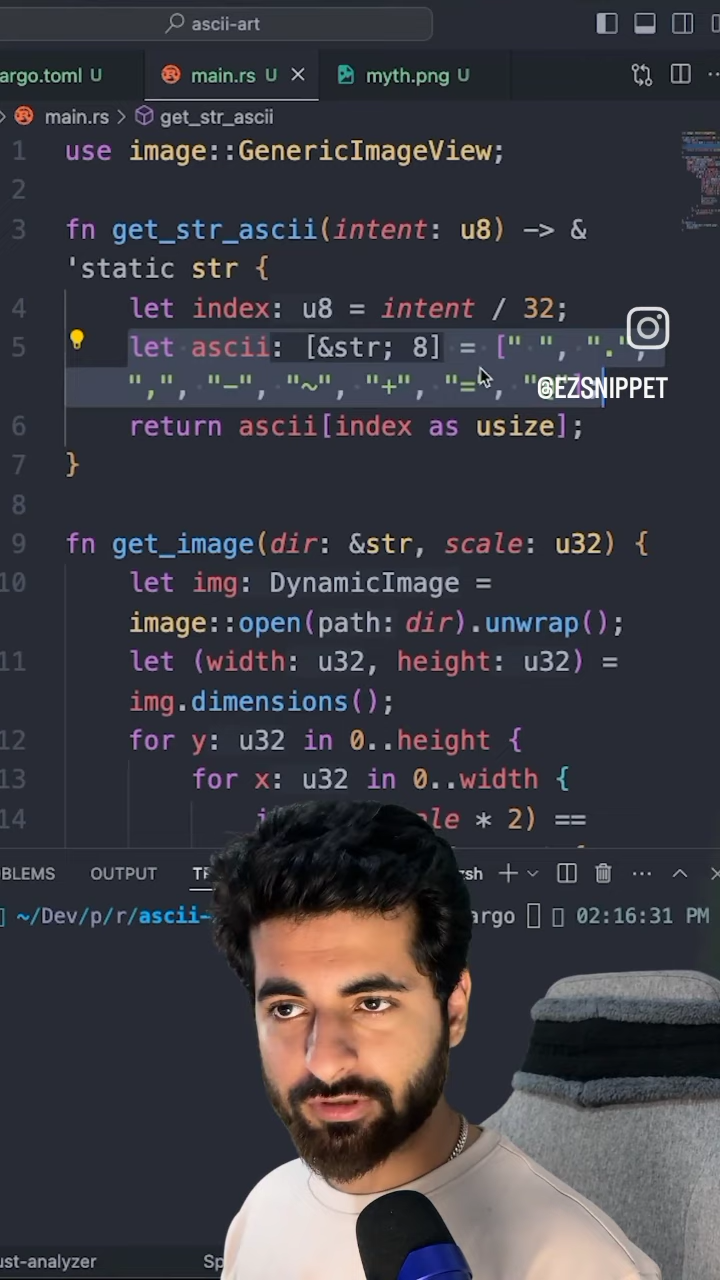 ascii-art
argo.toml U
main.rs U
myth.png U
main.rs
get_str_ascii
1 use image::GenericImageView;
2
3 fn get_str_ascii(intent: u8) -> &
'static str {
4 let index: u8 = intent / 32;
5 let ascii: [&str; 8] = [" ", ".",
",", "-", "~", "+", "=",
@EZSNIPPET
6 return ascii[index as usize];
7 }
8
9 fn get_image(dir: &str, scale: u32) {
10 let img: DynamicImage =
image::open(path: dir).unwrap();
11 let (width: u32, height: u32) =
img.dimensions();
12 for y: u32 in 0..height {
13 for x: u32 in 0..width {
14 * 2) ==
OBLEMS OUTPUT
~/Dev/p/r/ascii- argo 02:16:31 PM
ust-analyzer